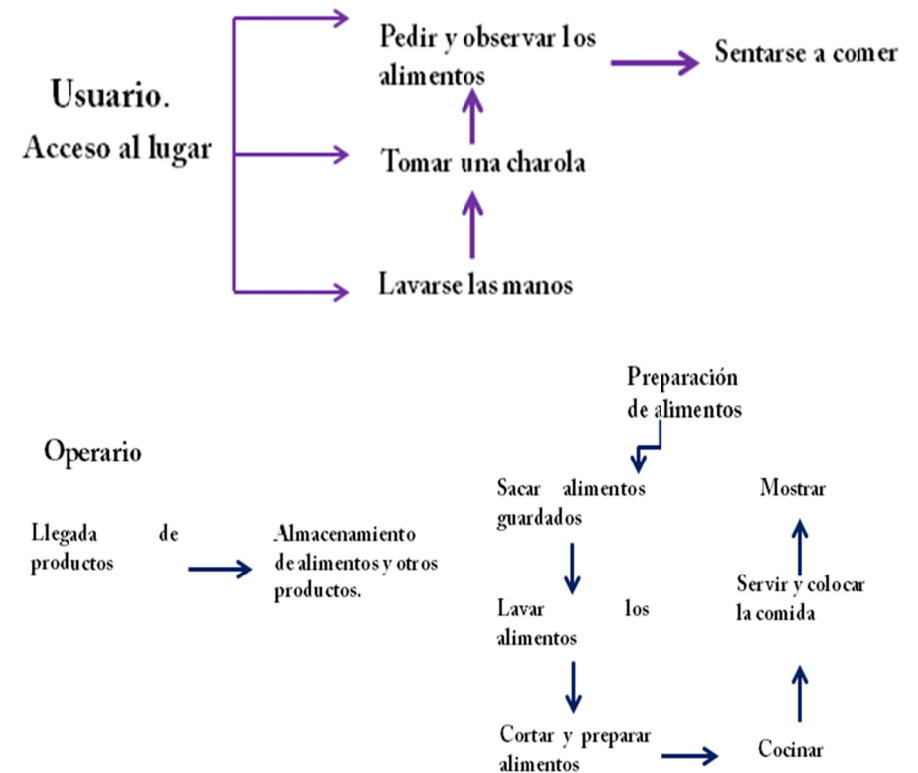 Usuario.
Acceso al lugar
Pedir y observar los
alimentos
Sentarse a comer
Tomar una charola
Lavarse las manos
Operario
Llegada de
productos
Almacenamiento
de alimentos y otros
productos.
Preparación
de alimentos
Sacar alimentos
guardados
Lavar los
alimentos
Cortar y preparar
alimentos
Cocinar
Servir y colocar
la comida
Mostrar